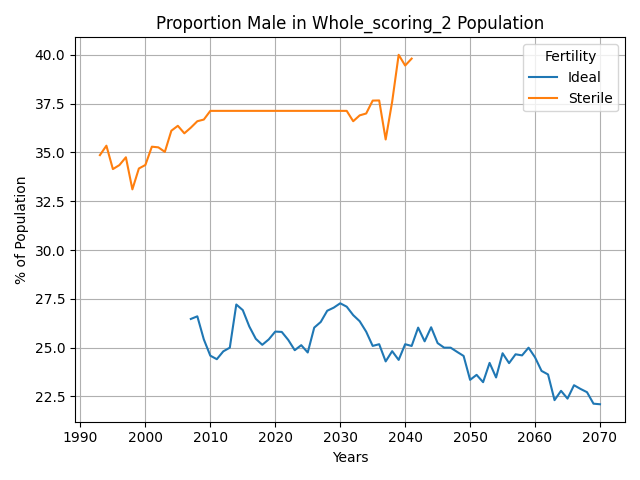 Proportion Male in Whole_scoring_2 Population
Fertility
Ideal
Sterile
% of Population
40.0
37.5
35.0
32.5
30.0
27.5
25.0
22.5
1990 2000 2010 2020 2030 2040 2050 2060 2070
Years